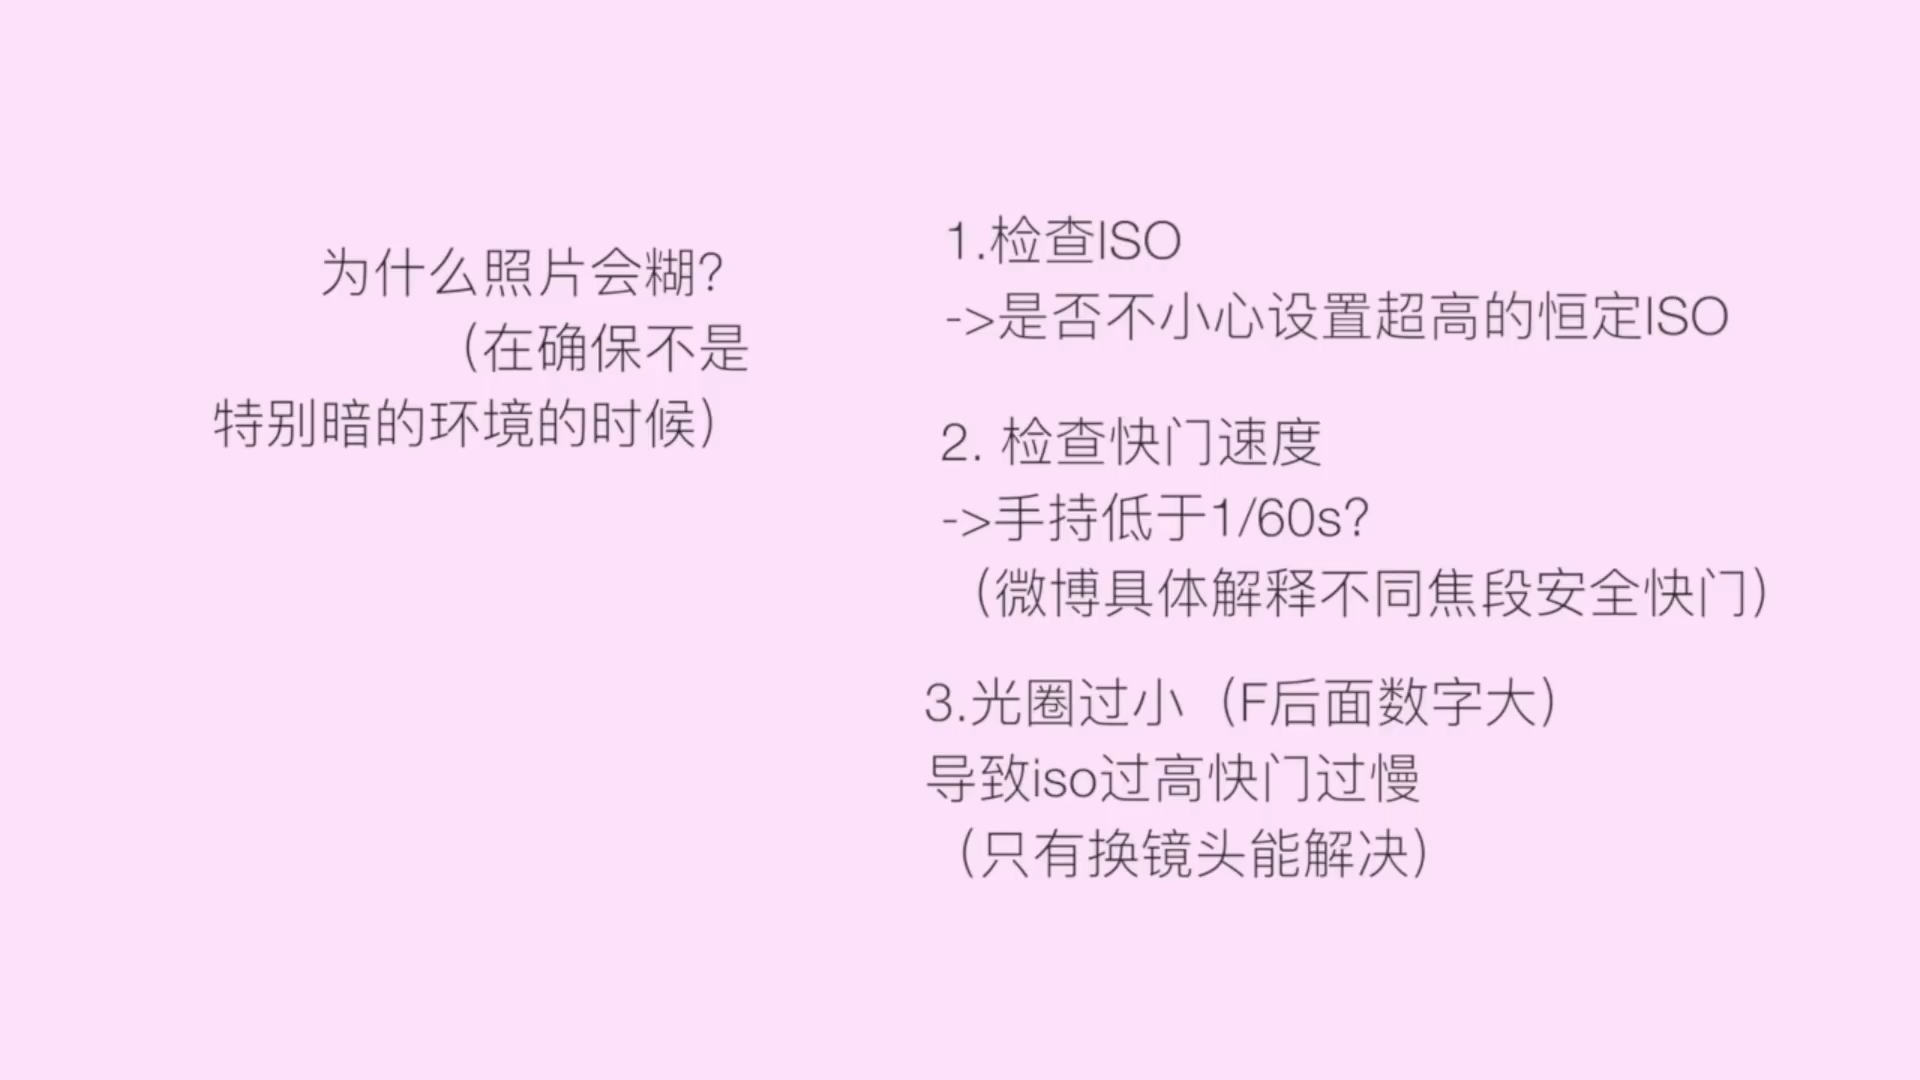 为什么照片会糊？
（在确保不是
特别暗的环境的时候）
1.检查ISO
->是否不小心设置超高的恒定ISO
2. 检查快门速度
->手持低于1/60s？
（微博具体解释不同焦段安全快门）
3.光圈过小（F后面数字大）
导致iso过高快门过慢
（只有换镜头能解决）